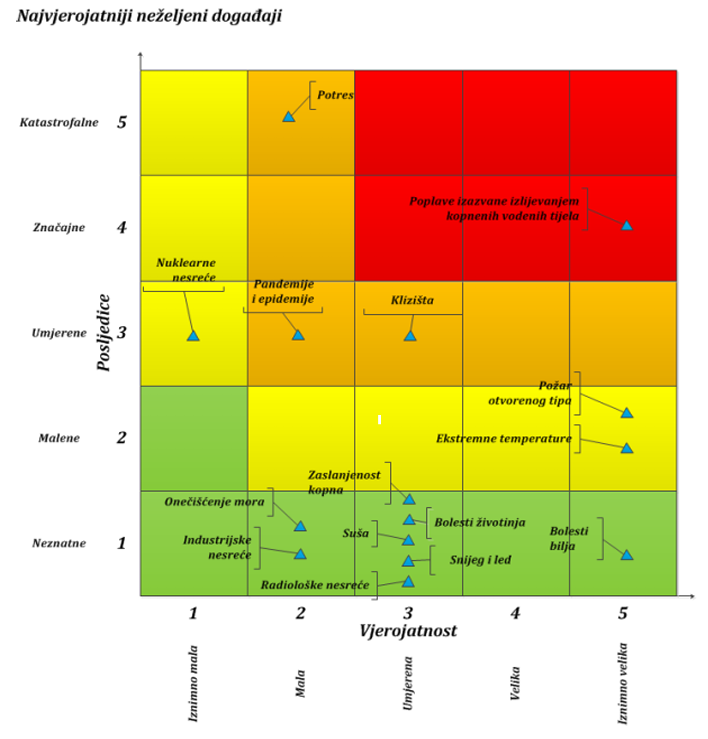 Najvjerojatniji neželjeni događaji
Katastrofalne 5
Potres
Značajne 4
Poplave izazvane izlijevanjem
kopnenih vodenih tijela
Nuklearne
nesreće
Pandemije
i epidemije
Klizišta
Umjerene 3
Posljedice
Požar
otvorenog tipa
Malene 2
Ekstremne temperature
Zaslanjenost
kopna
Onečišćenje mora
Bolesti životinja
Suša
Bolesti
bilja
Industrijske
nesreće
Neznatne 1
Snijeg i led
Radiološke nesreće
1 2 3 4 5
Vjerojatnost
Iznimno mala
Mala
Umjerena
Velika
Iznimno velika